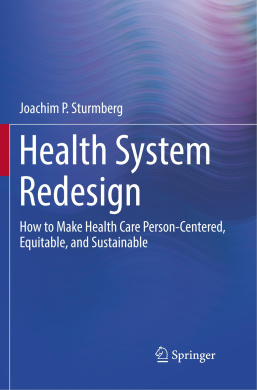 Joachim P. Sturmberg
Health System
Redesign
How to Make Health Care Person-Centered,
Equitable, and Sustainable
Springer